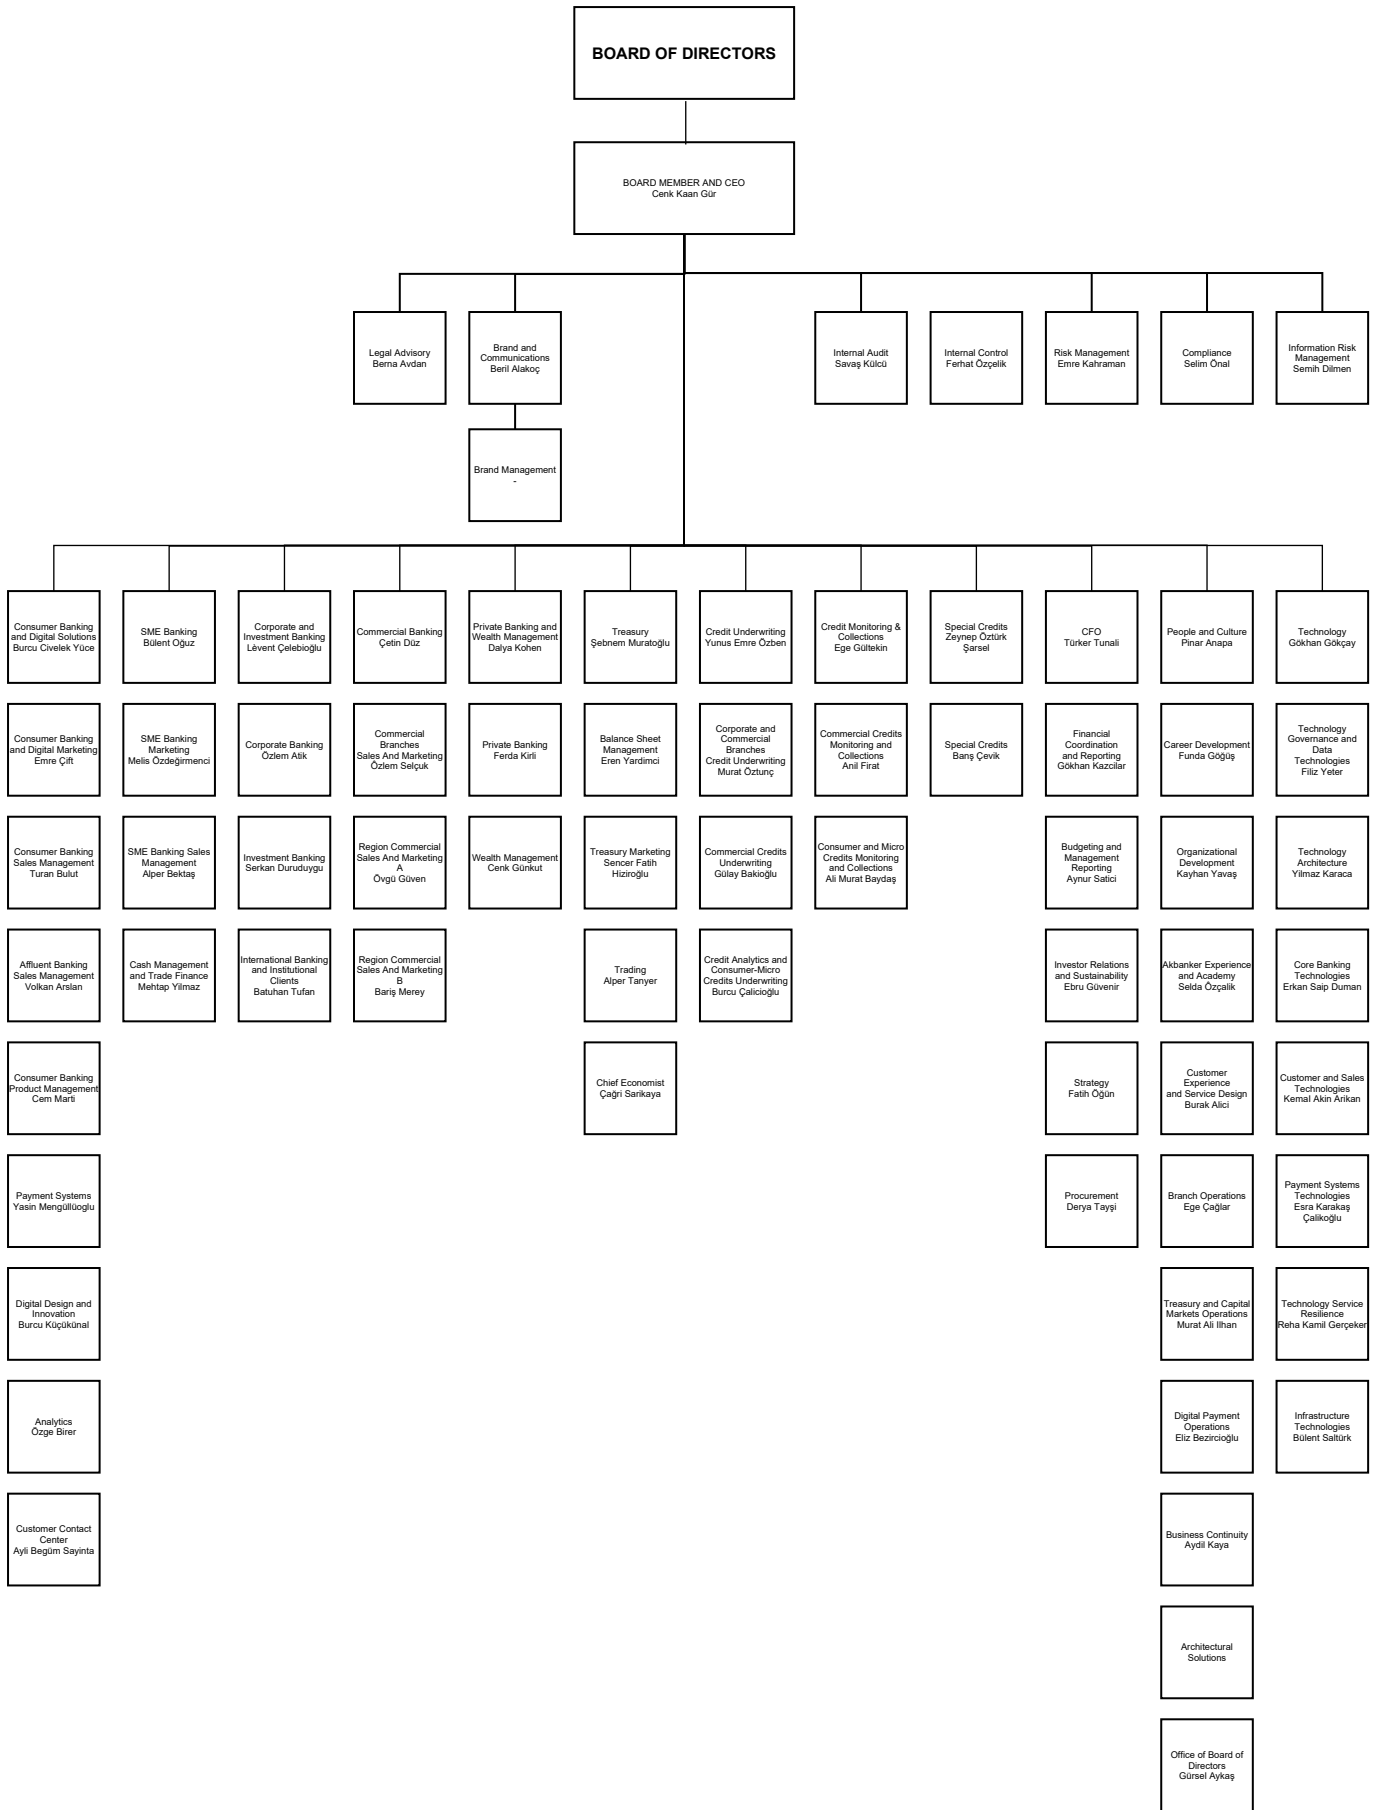 BOARD OF DIRECTORS
BOARD MEMBER AND CEO
Cenk Kaan Gür
Legal Advisory
Berna Avdan
Brand and
Communications
Beril Alakoç
Internal Audit
Savaş Külcü
Internal Control
Ferhat Özçelik
Risk Management
Emre Kahraman
Compliance
Selim Önal
Information Risk
Management
Semih Dilmen
Brand Management
-
Consumer Banking
and Digital Solutions
Burcu Civelek Yüce
SME Banking
Bülent Oğuz
Corporate and
Investment Banking
Lèvent Çelebioğlu
Commercial Banking
Çetin Düz
Private Banking and
Wealth Management
Dalya Kohen
Treasury
Şebnem Muratoğlu
Credit Underwriting
Yunus Emre Özben
Credit Monitoring &
Collections
Ege Gültekin
Special Credits
Zeynep Öztürk
Şarsel
CFO
Türker Tunali
People and Culture
Pinar Anapa
Technology
Gökhan Gökçay
Consumer Banking
and Digital Marketing
Emre Çift
SME Banking
Marketing
Melis Özdeğirmenci
Corporate Banking
Özlem Atik
Commercial
Branches
Sales And Marketing
Özlem Selçuk
Private Banking
Ferda Kirli
Balance Sheet
Management
Eren Yardimci
Corporate and
Commercial
Branches
Credit Underwriting
Murat Öztunç
Commercial Credits
Monitoring and
Collections
Anil Firat
Special Credits
Banş Çevik
Financial
Coordination
and Reporting
Gökhan Kazcilar
Career Development
Funda Göğüş
Technology
Governance and
Data
Technologies
Filiz Yeter
Consumer Banking
Sales Management
Turan Bulut
SME Banking Sales
Management
Alper Bektaş
Investment Banking
Serkan Duruduygu
Region Commercial
Sales And Marketing
A
Övgü Güven
Wealth Management
Cenk Günkut
Treasury Marketing
Sencer Fatih
Hiziroğlu
Commercial Credits
Underwriting
Gülay Bakioğlu
Consumer and Micro
Credits Monitoring
and Collections
Ali Murat Baydaş
Budgeting and
Management
Reporting
Aynur Satici
Organizational
Development
Kayhan Yavaş
Technology
Architecture
Yilmaz Karaca
Affluent Banking
Sales Management
Volkan Arslan
Cash Management
and Trade Finance
Mehtap Yilmaz
International Banking
and Institutional
Clients
Batuhan Tufan
Region Commercial
Sales And Marketing
B
Bariş Merey
Trading
Alper Tanyer
Credit Analytics and
Consumer-Micro
Credits Underwriting
Burcu Çalicioğlu
Investor Relations
and Sustainability
Ebru Güvenir
Akbanker Experience
and Academy
Selda Özçalik
Core Banking
Technologies
Erkan Saip Duman
Consumer Banking
Product Management
Cem Marti
Chief Economist
Çağri Sarikaya
Strategy
Fatih Öğün
Customer
Experience
and Service Design
Burak Alici
Customer and Sales
Technologies
Kemal Akin Arikan
Payment Systems
Yasin Mengüllüoglu
Procurement
Derya Tayşi
Branch Operations
Ege Çağlar
Payment Systems
Technologies
Esra Karakaş
Çalikoğlu
Digital Design and
Innovation
Burcu Küçükünal
Treasury and Capital
Markets Operations
Murat Ali Ilhan
Technology Service
Resilience
Reha Kamil Gerçeker
Analytics
Özge Birer
Digital Payment
Operations
Eliz Bezircioğlu
Infrastructure
Technologies
Bülent Saltürk
Customer Contact
Center
Ayli Begüm Sayinta
Business Continuity
Aydil Kaya
Architectural
Solutions
Office of Board of
Directors
Gürsel Aykaş